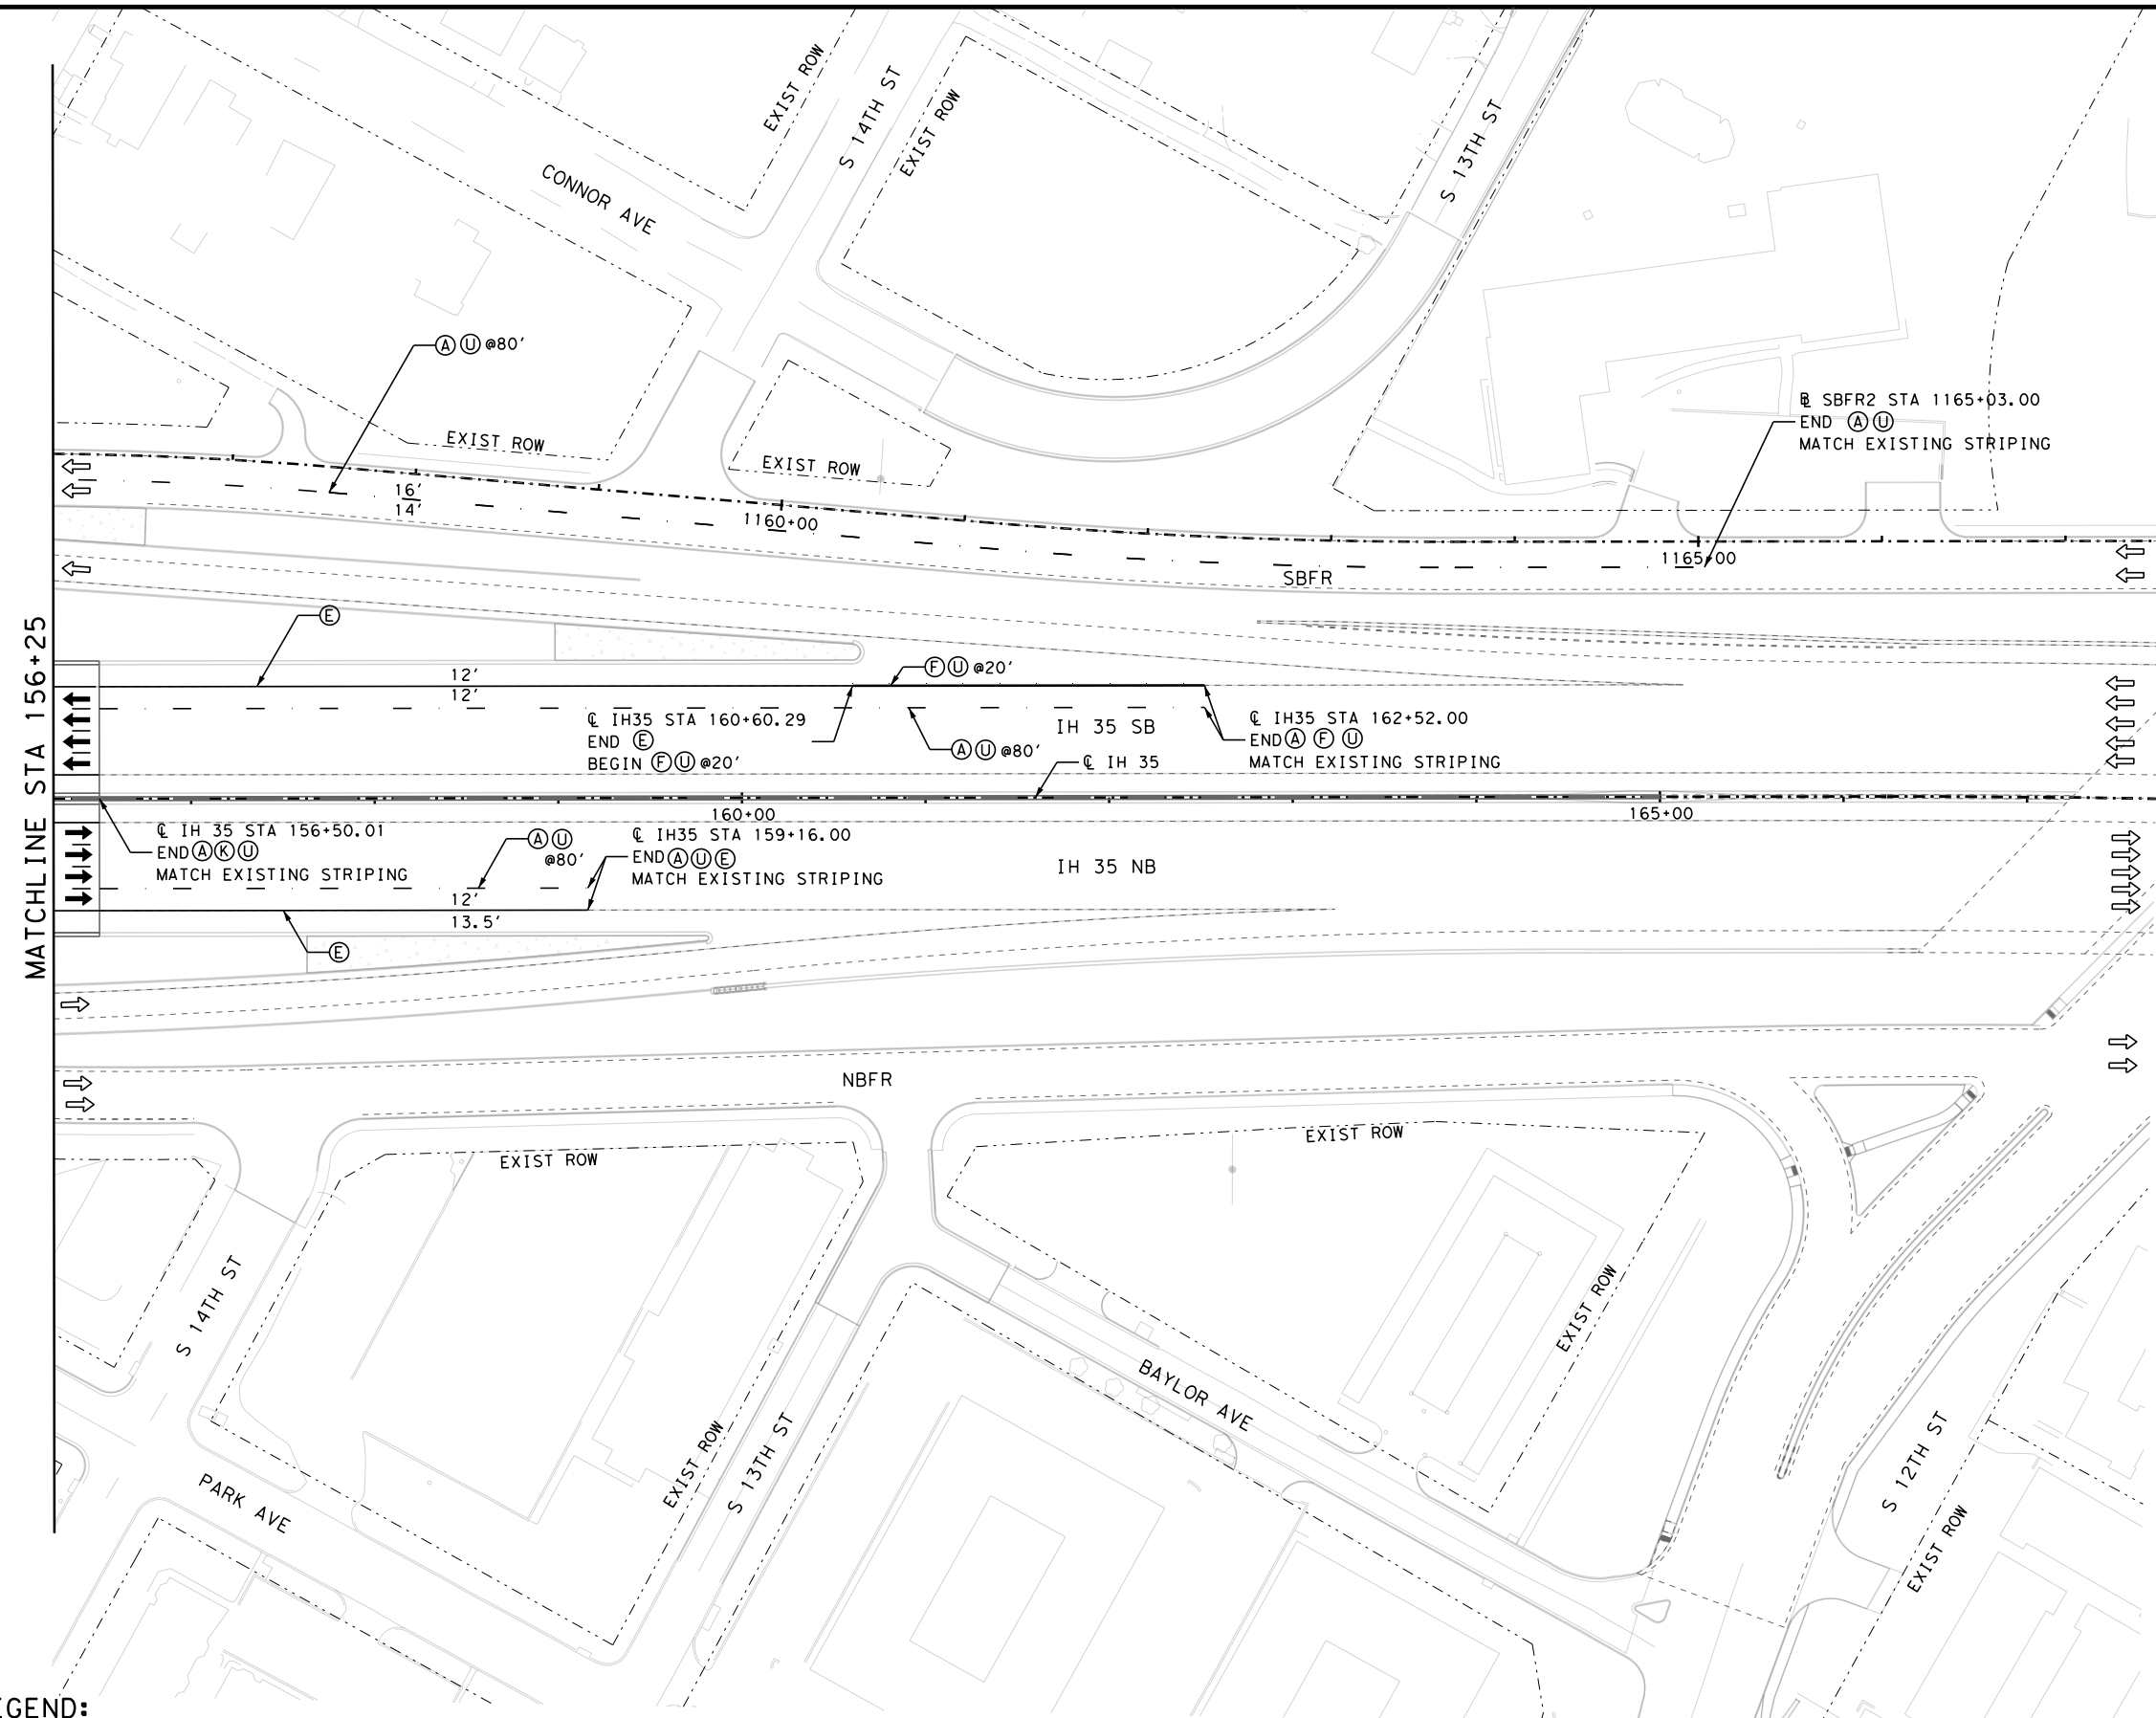 EXIST ROW
S 14TH ST
EXIST ROW
S 13TH ST
CONNOR AVE
A U @80'
℄ SBFR2 STA 1165+03.00
END A U
MATCH EXISTING STRIPING
EXIST ROW
EXIST ROW
16'
14'
1160+00
1165+00
SBFR
E
MATCHLINE STA 156+25
12'
12'
F U @20'
℄ IH35 STA 160+60.29
END E
BEGIN F U @20'
A U @80'
IH 35 SB
℄ IH 35
℄ IH35 STA 162+52.00
END A F U
MATCH EXISTING STRIPING
160+00
165+00
℄ IH 35 STA 156+50.01
END A K U
MATCH EXISTING STRIPING
A U
@80'
℄ IH35 STA 159+16.00
END A U E
MATCH EXISTING STRIPING
IH 35 NB
12'
13.5'
E
NBFR
EXIST ROW
EXIST ROW
S 14TH ST
EXIST ROW
BAYLOR AVE
PARK AVE
EXIST ROW
S 13TH ST
S 12TH ST
EXIST ROW
EGEND: